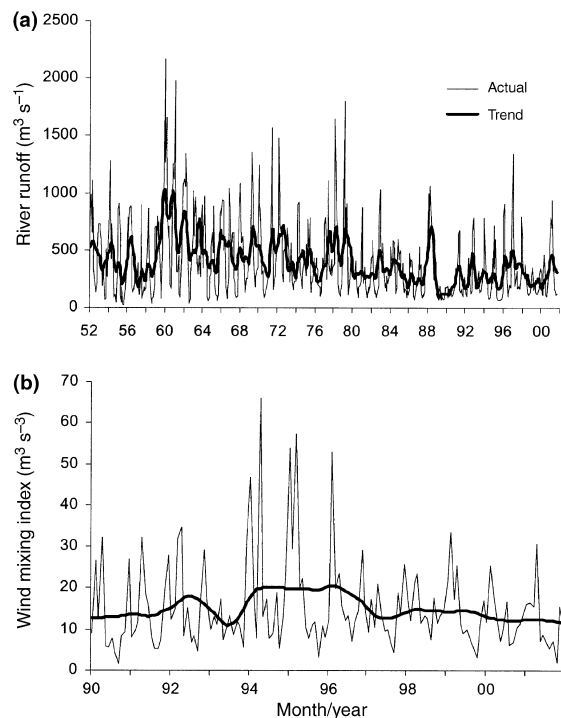 (a)
2500
2000
1500
1000
500
0
River runoff (m³ s⁻¹)
Actual
Trend
52 56 60 64 68 72 76 80 84 88 92 96 00
(b)
70
60
50
40
30
20
10
0
Wind mixing index (m³ s⁻³)
90 92 94 96 98 00
Month/year